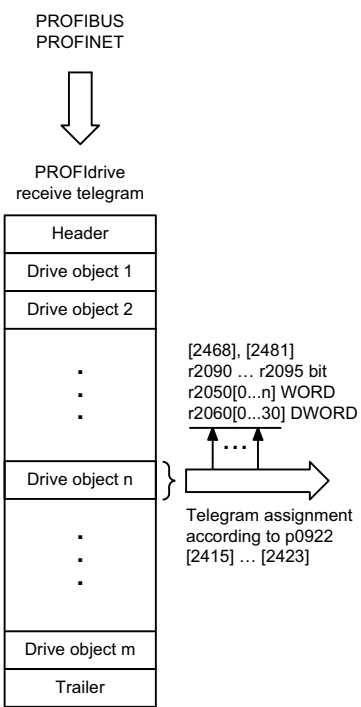 PROFIBUS
PROFINET
PROFIdrive
receive telegram
Header
Drive object 1
Drive object 2
.
.
.
[2468], [2481]
r2090 … r2095 bit
r2050[0...n] WORD
r2060[0...30] DWORD
...
Drive object n
}
Telegram assignment
according to p0922
[2415] … [2423]
.
.
.
Drive object m
Trailer